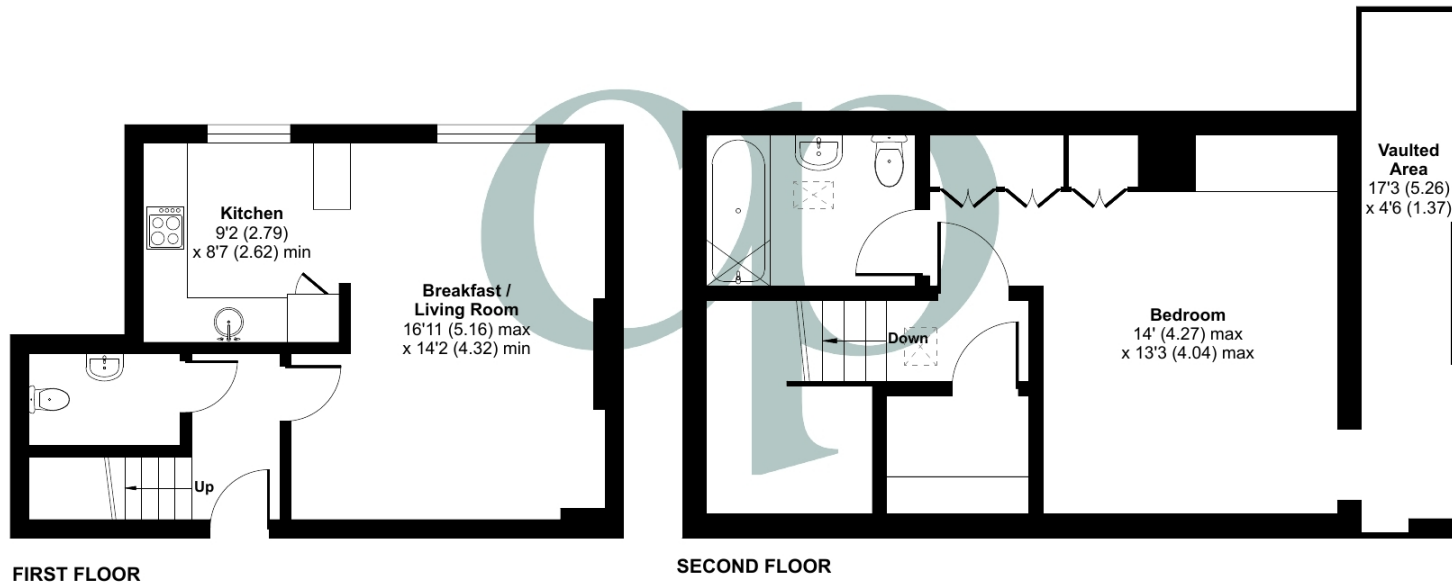 Kitchen
9'2 (2.79)
x 8'7 (2.62) min
Breakfast /
Living Room
16'11 (5.16) max
x 14'2 (4.32) min
Up
FIRST FLOOR
Down
Bedroom
14' (4.27) max
x 13'3 (4.04) max
Vaulted
Area
17'3 (5.26)
x 4'6 (1.37)
SECOND FLOOR